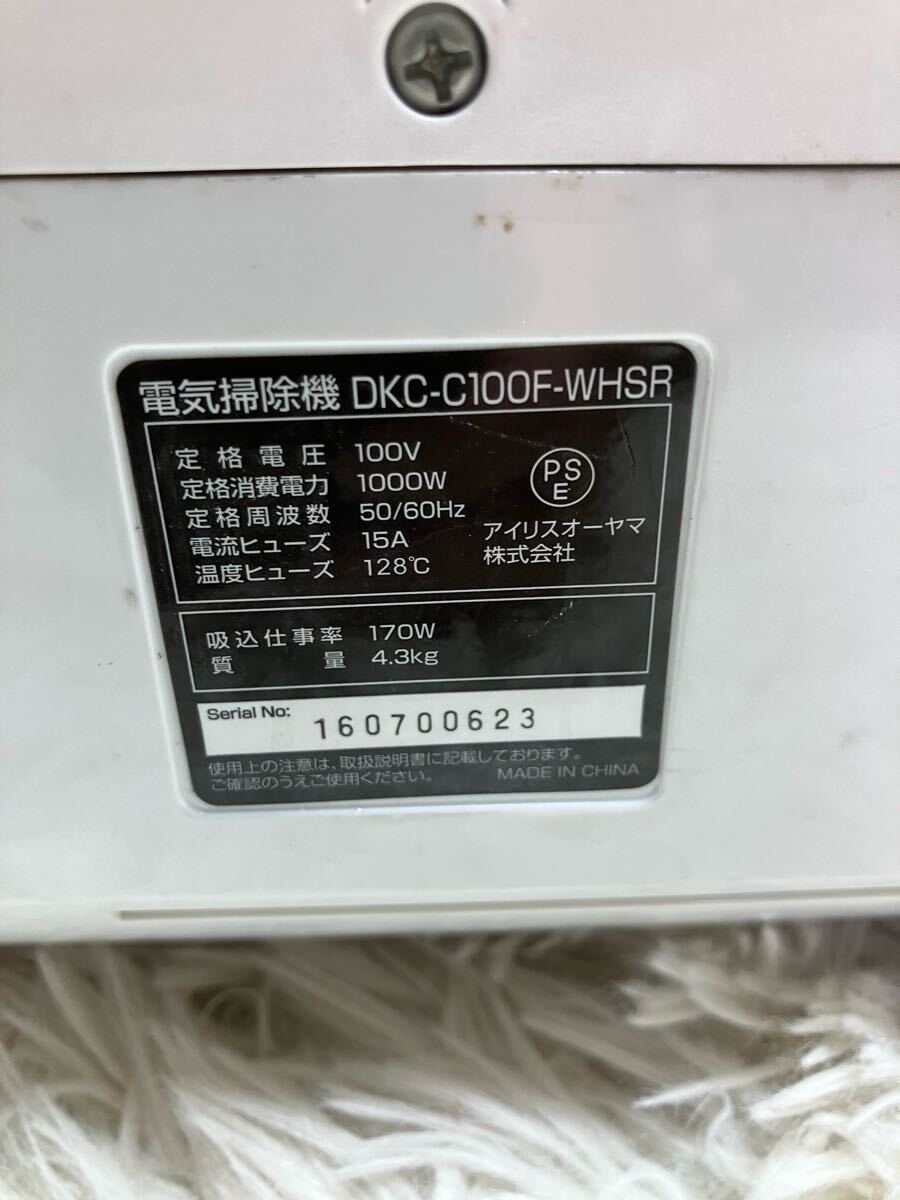 電気掃除機 DKC-C100F-WHSR
定格電圧 100V
定格消費電力 1000W
定格周波数 50/60Hz
電流ヒューズ 15A
温度ヒューズ 128℃
PS
E
アイリスオーヤマ
株式会社
吸込仕事率 170W
質量 4.3kg
Serial No: 160700623
使用上の注意は、取扱説明書に記載しております。
ご確認のうえご使用ください。 MADE IN CHINA